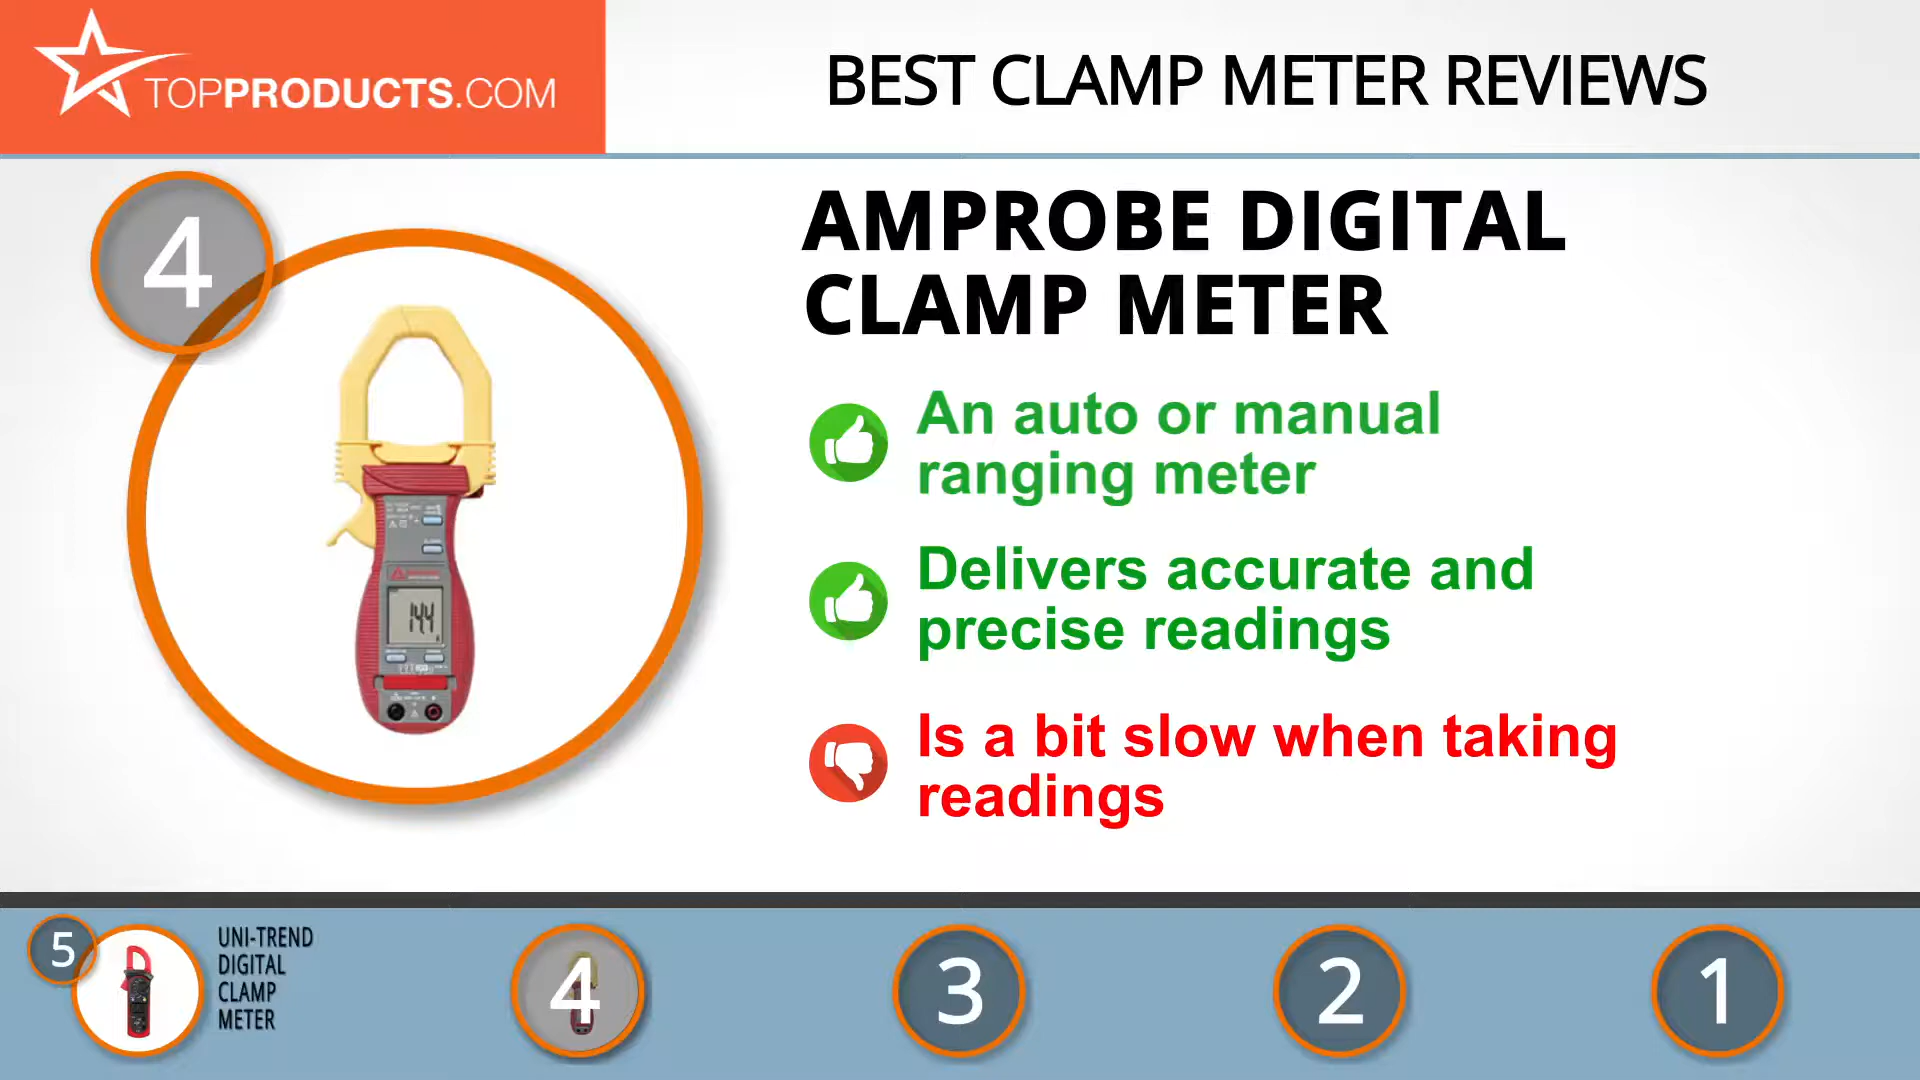 TOPPRODUCTS.COM
BEST CLAMP METER REVIEWS
4
AMPROBE DIGITAL
CLAMP METER
An auto or manual
ranging meter
Delivers accurate and
precise readings
Is a bit slow when taking
readings
14.4
5
UNI-TREND
DIGITAL
CLAMP
METER
4
3
2
1